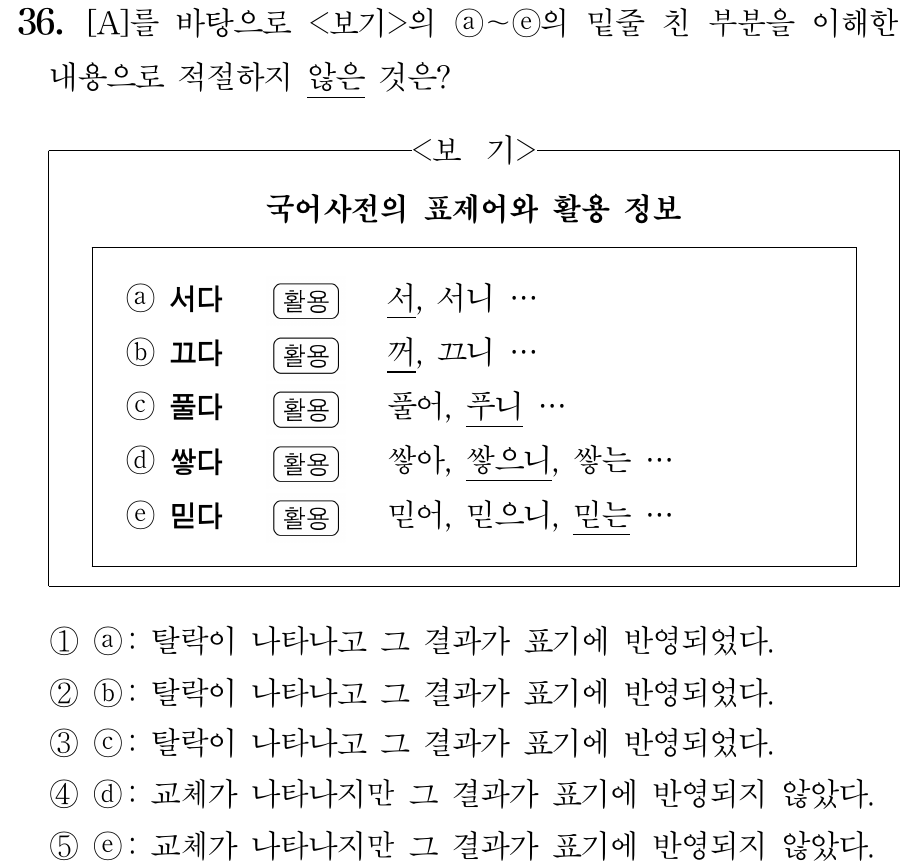 36. [A]를 바탕으로 <보기>의 ⓐ~ⓔ의 밑줄 친 부분을 이해한
내용으로 적절하지 않은 것은?
<보 기>
국어사전의 표제어와 활용 정보
ⓐ 서다 활용 서, 서니 …
ⓑ 끄다 활용 꺼, 끄니 …
ⓒ 풀다 활용 풀어, 푸니 …
ⓓ 쌓다 활용 쌓아, 쌓으니, 쌓는 …
ⓔ 믿다 활용 믿어, 믿으니, 믿는 …
① ⓐ: 탈락이 나타나고 그 결과가 표기에 반영되었다.
② ⓑ: 탈락이 나타나고 그 결과가 표기에 반영되었다.
③ ⓒ: 탈락이 나타나고 그 결과가 표기에 반영되었다.
④ ⓓ: 교체가 나타나지만 그 결과가 표기에 반영되지 않았다.
⑤ ⓔ: 교체가 나타나지만 그 결과가 표기에 반영되지 않았다.